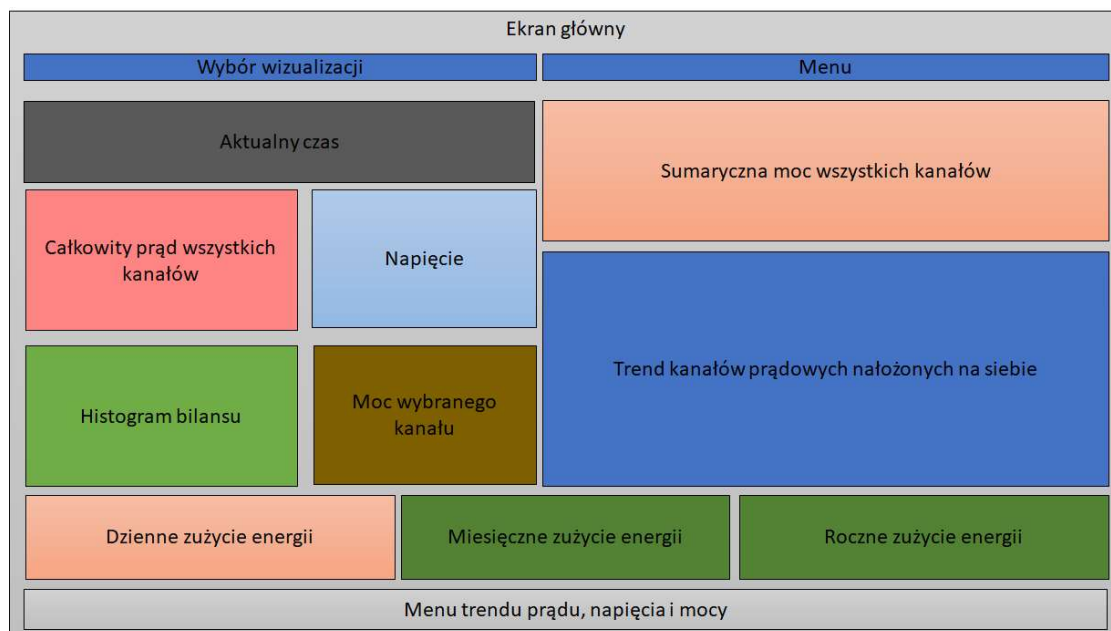 Ekran główny
Wybór wizualizacji
Menu
Aktualny czas
Sumaryczna moc wszystkich kanałów
Całkowity prąd wszystkich
kanałów
Napięcie
Trend kanałów prądowych nałożonych na siebie
Histogram bilansu
Moc wybranego
kanału
Dzienne zużycie energii
Miesięczne zużycie energii
Roczne zużycie energii
Menu trendu prądu, napięcia i mocy